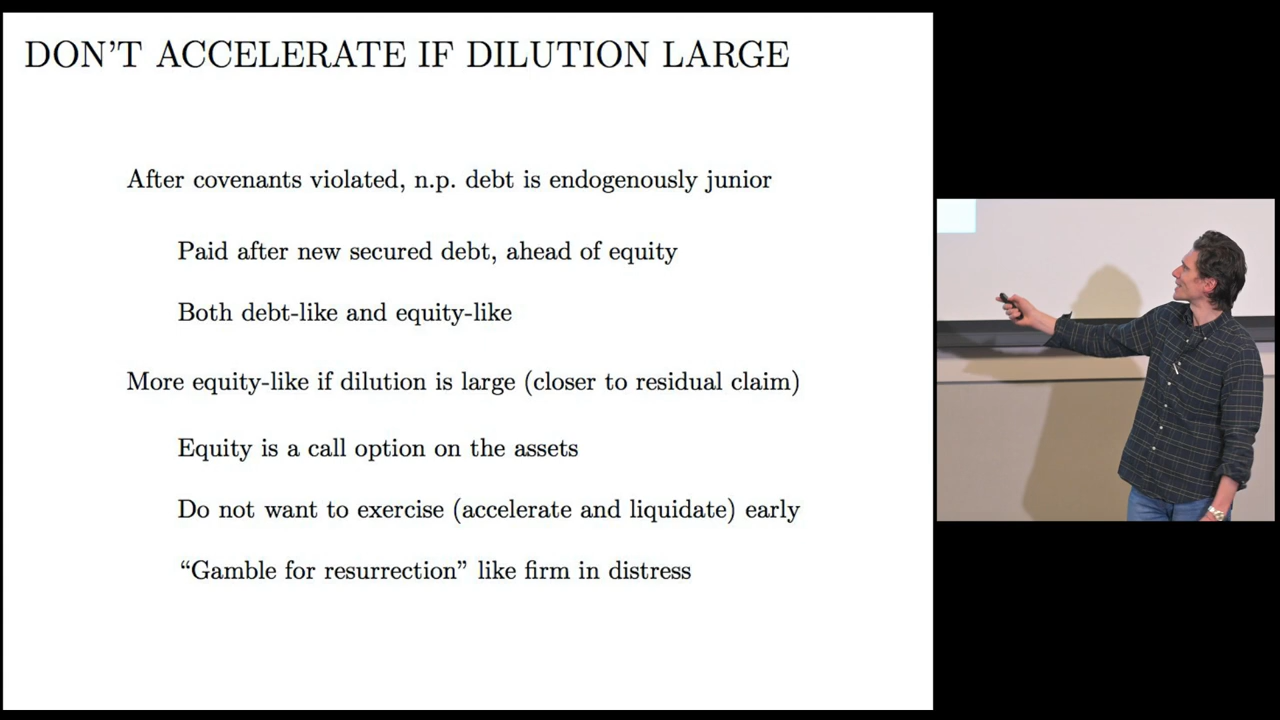 DON'T ACCELERATE IF DILUTION LARGE
After covenants violated, n.p. debt is endogenously junior
Paid after new secured debt, ahead of equity
Both debt-like and equity-like
More equity-like if dilution is large (closer to residual claim)
Equity is a call option on the assets
Do not want to exercise (accelerate and liquidate) early
“Gamble for resurrection” like firm in distress